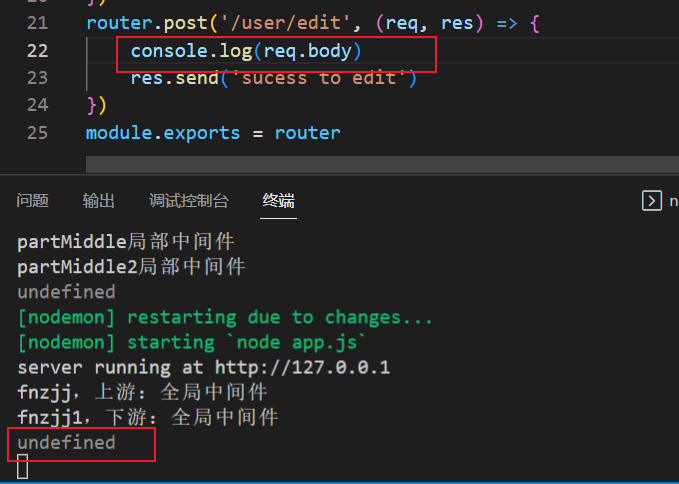 })
21 router.post('/user/edit', (req, res) => {
22 console.log(req.body)
23 res.send('sucess to edit')
24 })
25 module.exports = router
问题 输出 调试控制台 终端 n
partMiddle局部中间件
partMiddle2局部中间件
undefined
[nodemon] restarting due to changes...
[nodemon] starting `node app.js`
server running at http://127.0.0.1
fnzjj，上游：全局中间件
fnzjj1，下游：全局中间件
undefined